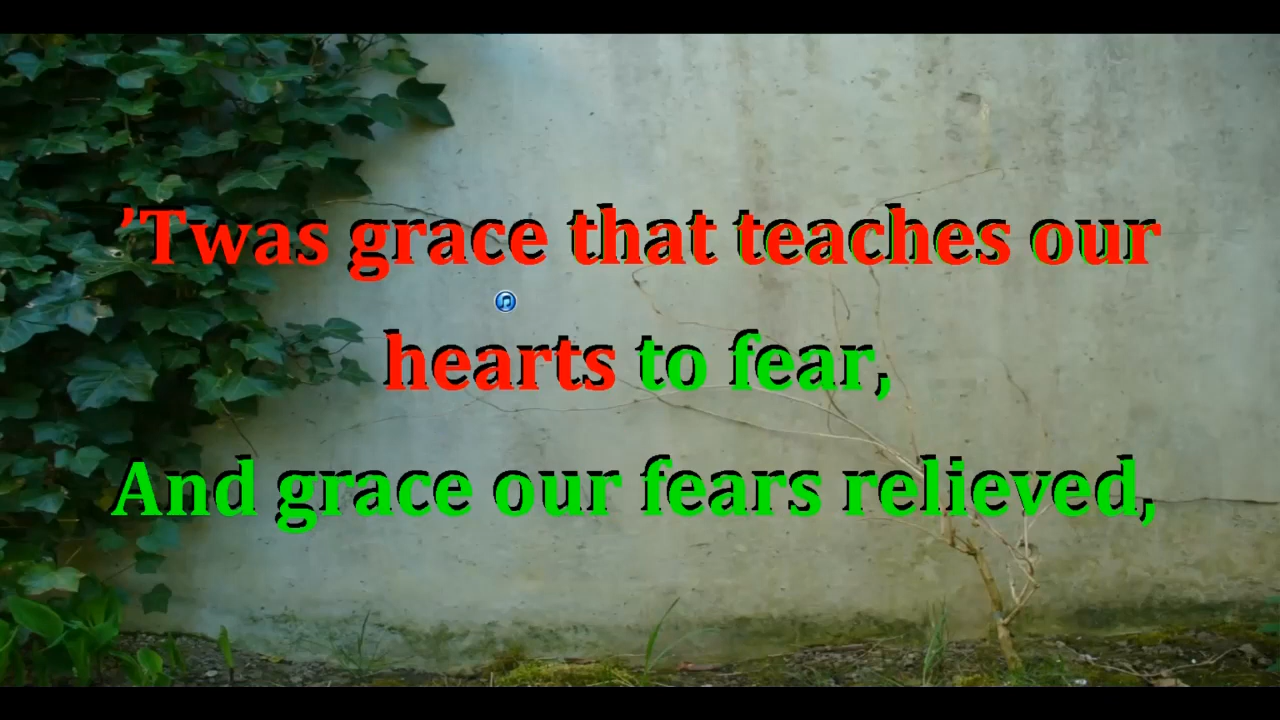 ’Twas grace that teaches our
hearts to fear,
And grace our fears relieved,